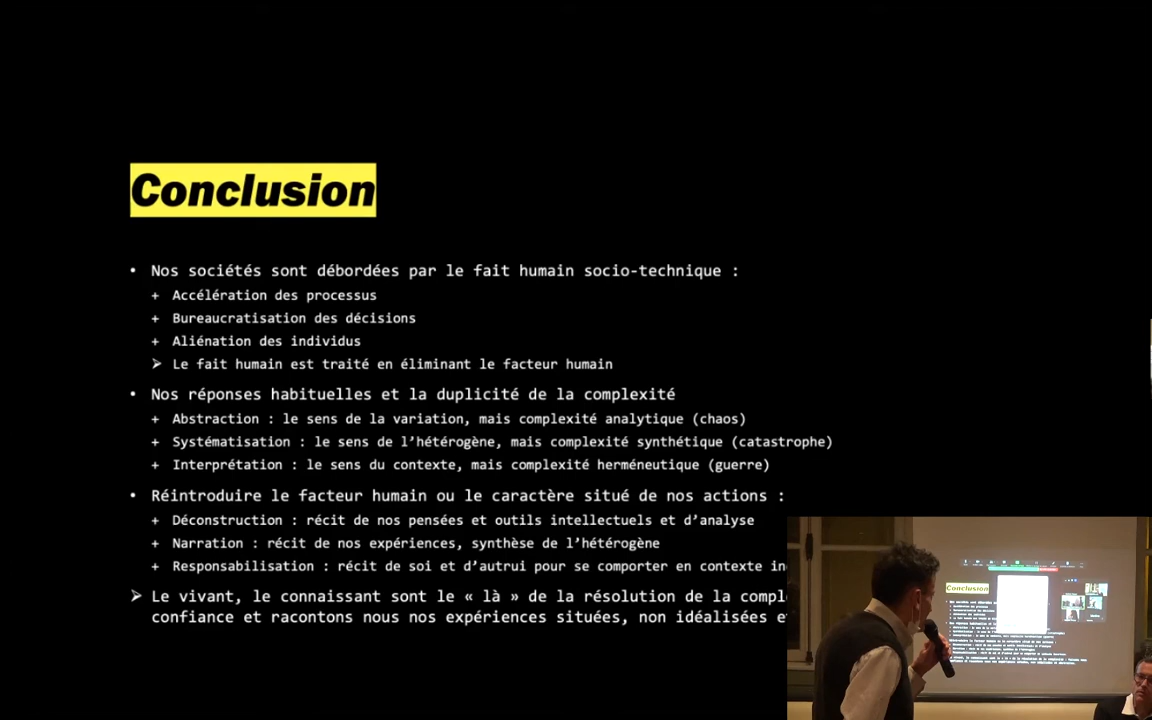 Conclusion
• Nos sociétés sont débordées par le fait humain socio-technique :
+ Accélération des processus
+ Bureaucratisation des décisions
+ Aliénation des individus
➢ Le fait humain est traité en éliminant le facteur humain
• Nos réponses habituelles et la duplicité de la complexité
+ Abstraction : le sens de la variation, mais complexité analytique (chaos)
+ Systématisation : le sens de l’hétérogène, mais complexité synthétique (catastrophe)
+ Interprétation : le sens du contexte, mais complexité herméneutique (guerre)
• Réintroduire le facteur humain ou le caractère situé de nos actions :
+ Déconstruction : récit de nos pensées et outils intellectuels et d’analyse
+ Narration : récit de nos expériences, synthèse de l’hétérogène
+ Responsabilisation : récit de soi et d’autrui pour se comporter en contexte
➢ Le vivant, le connaissant sont le « là » de la résolution de la
confiance et racontons nous nos expériences situées, non idéalisées
Conclusion